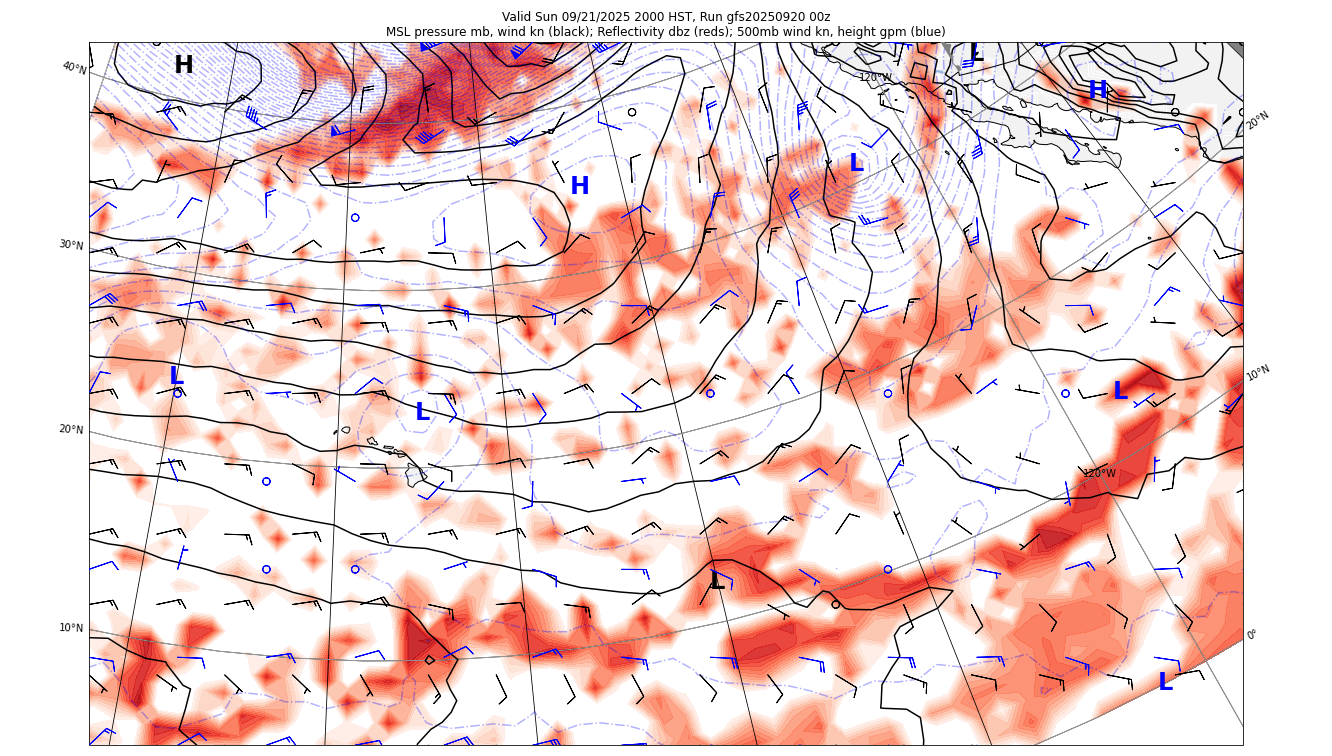 Valid Sun 09/21/2025 2000 HST, Run gfs20250920 00z
MSL pressure mb, wind kn (black); Reflectivity dbz (reds); 500mb wind kn, height gpm (blue)
H
L
40°N
120°W
H
20°N
L
H
30°N
10°N
L
L
L
20°N
120°W
L
10°N
0°
L